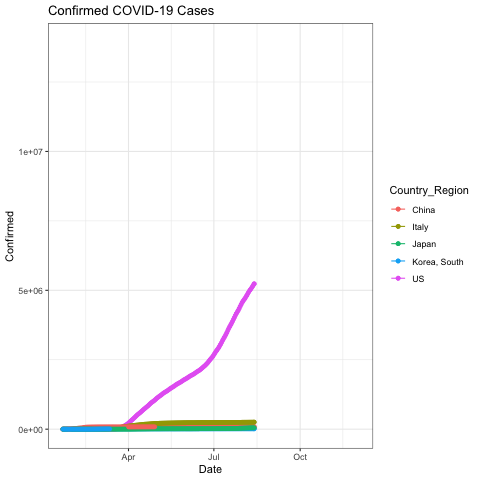 Confirmed COVID-19 Cases
1e+07
5e+06
0e+00
Confirmed
Apr
Jul
Oct
Date
Country_Region
China
Italy
Japan
Korea, South
US